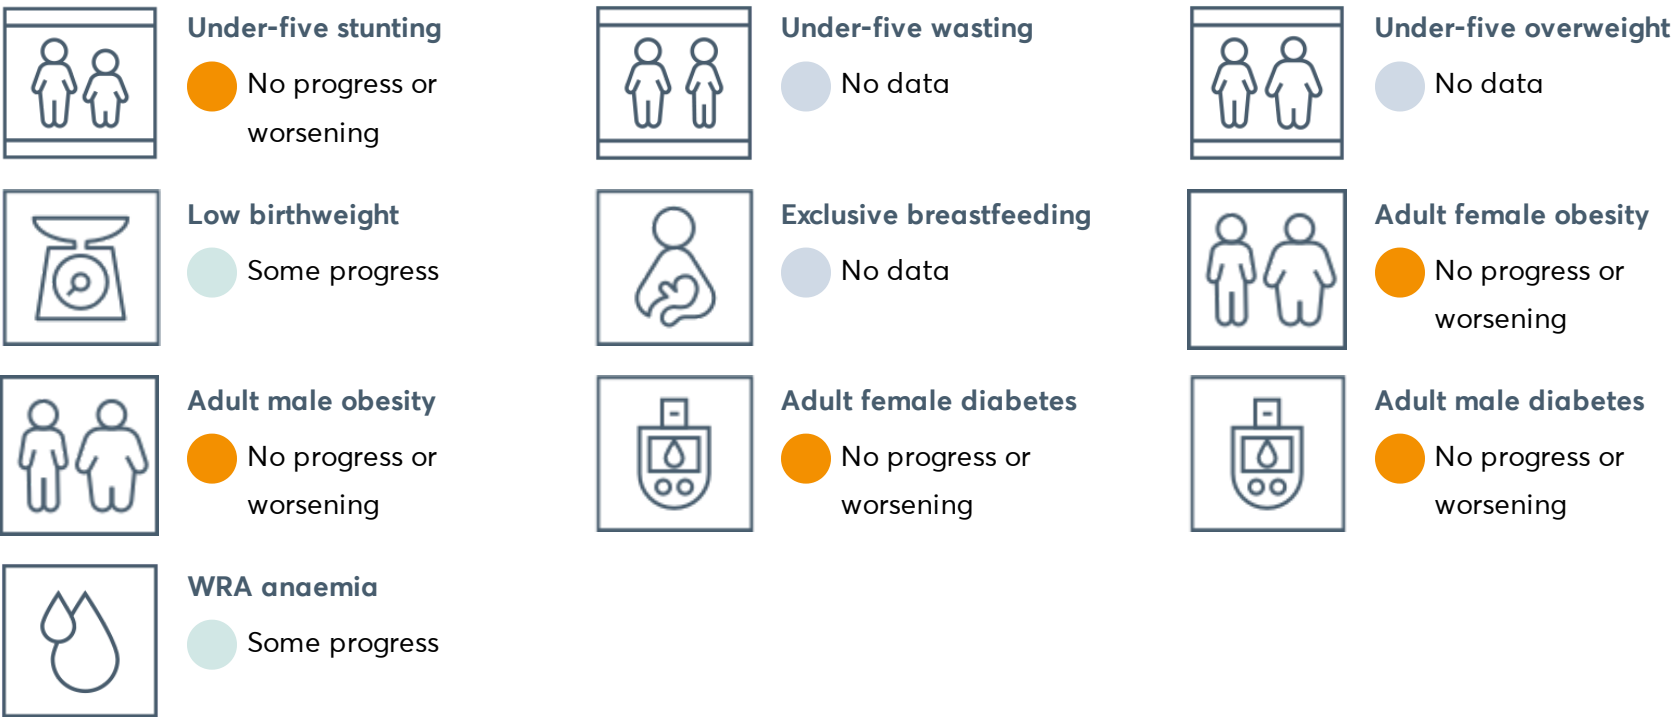 Under-five stunting
No progress or
worsening
Under-five wasting
No data
Under-five overweight
No data
Low birthweight
Some progress
Exclusive breastfeeding
No data
Adult female obesity
No progress or
worsening
Adult male obesity
No progress or
worsening
Adult female diabetes
No progress or
worsening
Adult male diabetes
No progress or
worsening
WRA anaemia
Some progress